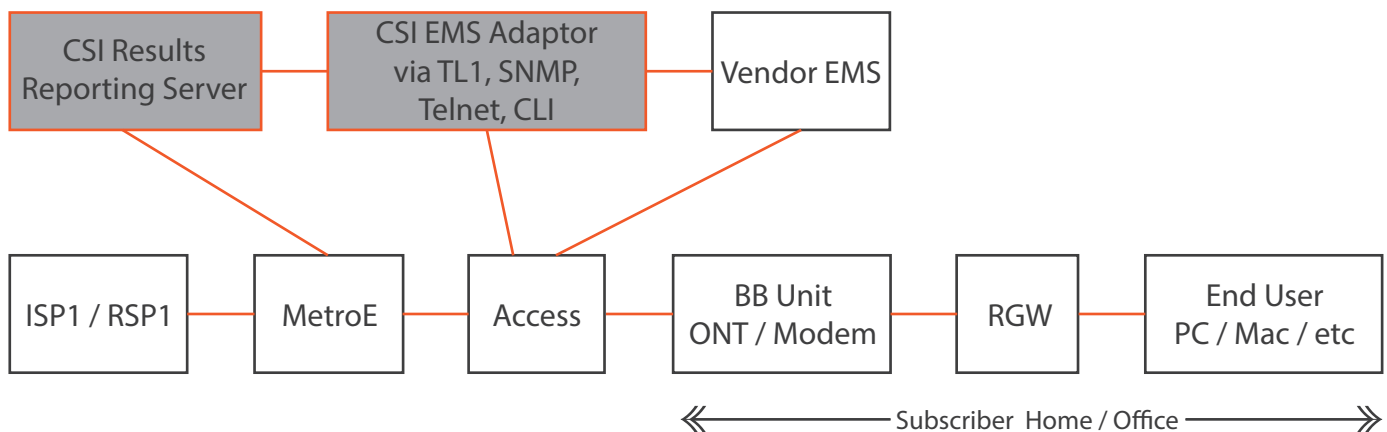 CSI Results
Reporting Server
CSI EMS Adaptor
via TL1, SNMP,
Telnet, CLI
Vendor EMS
ISP1 / RSP1
MetroE
Access
BB Unit
ONT / Modem
RGW
End User
PC / Mac / etc
Subscriber Home / Office